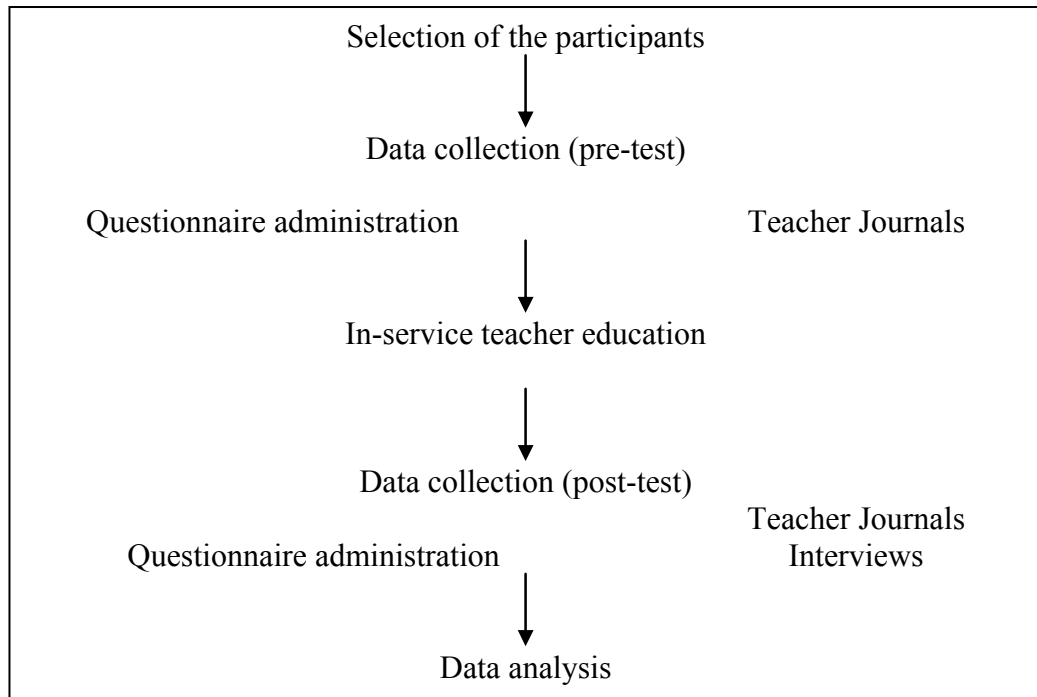 Selection of the participants
Data collection (pre-test)
Questionnaire administration Teacher Journals
In-service teacher education
Data collection (post-test)
Teacher Journals
Questionnaire administration Interviews
Data analysis